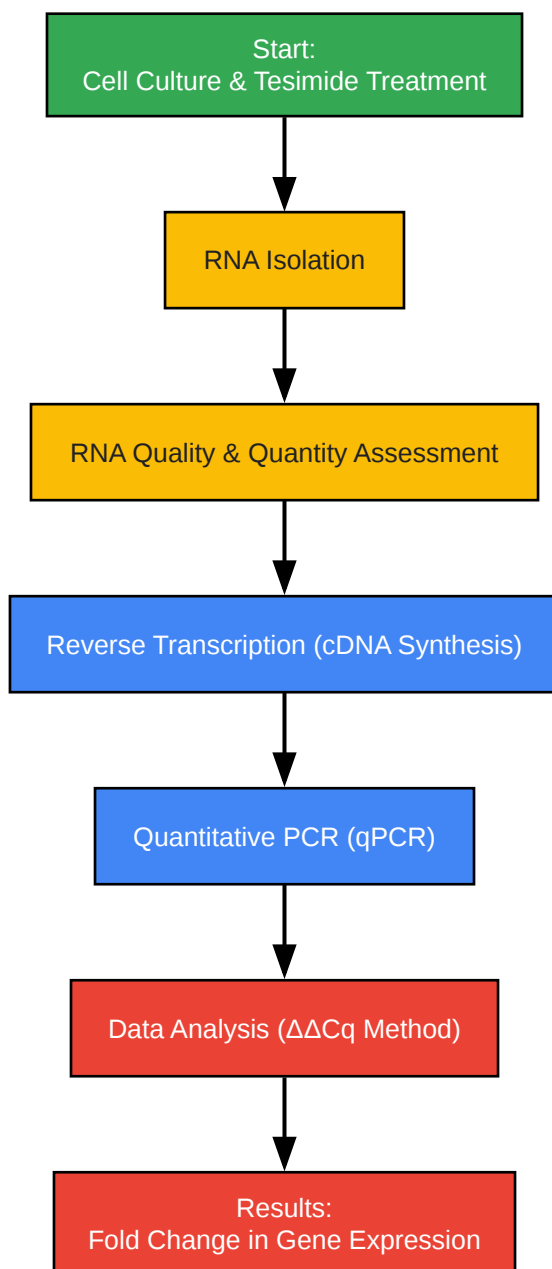 Start:
Cell Culture & Tesimide Treatment
RNA Isolation
RNA Quality & Quantity Assessment
Reverse Transcription (cDNA Synthesis)
Quantitative PCR (qPCR)
Data Analysis (ΔΔCq Method)
Results:
Fold Change in Gene Expression